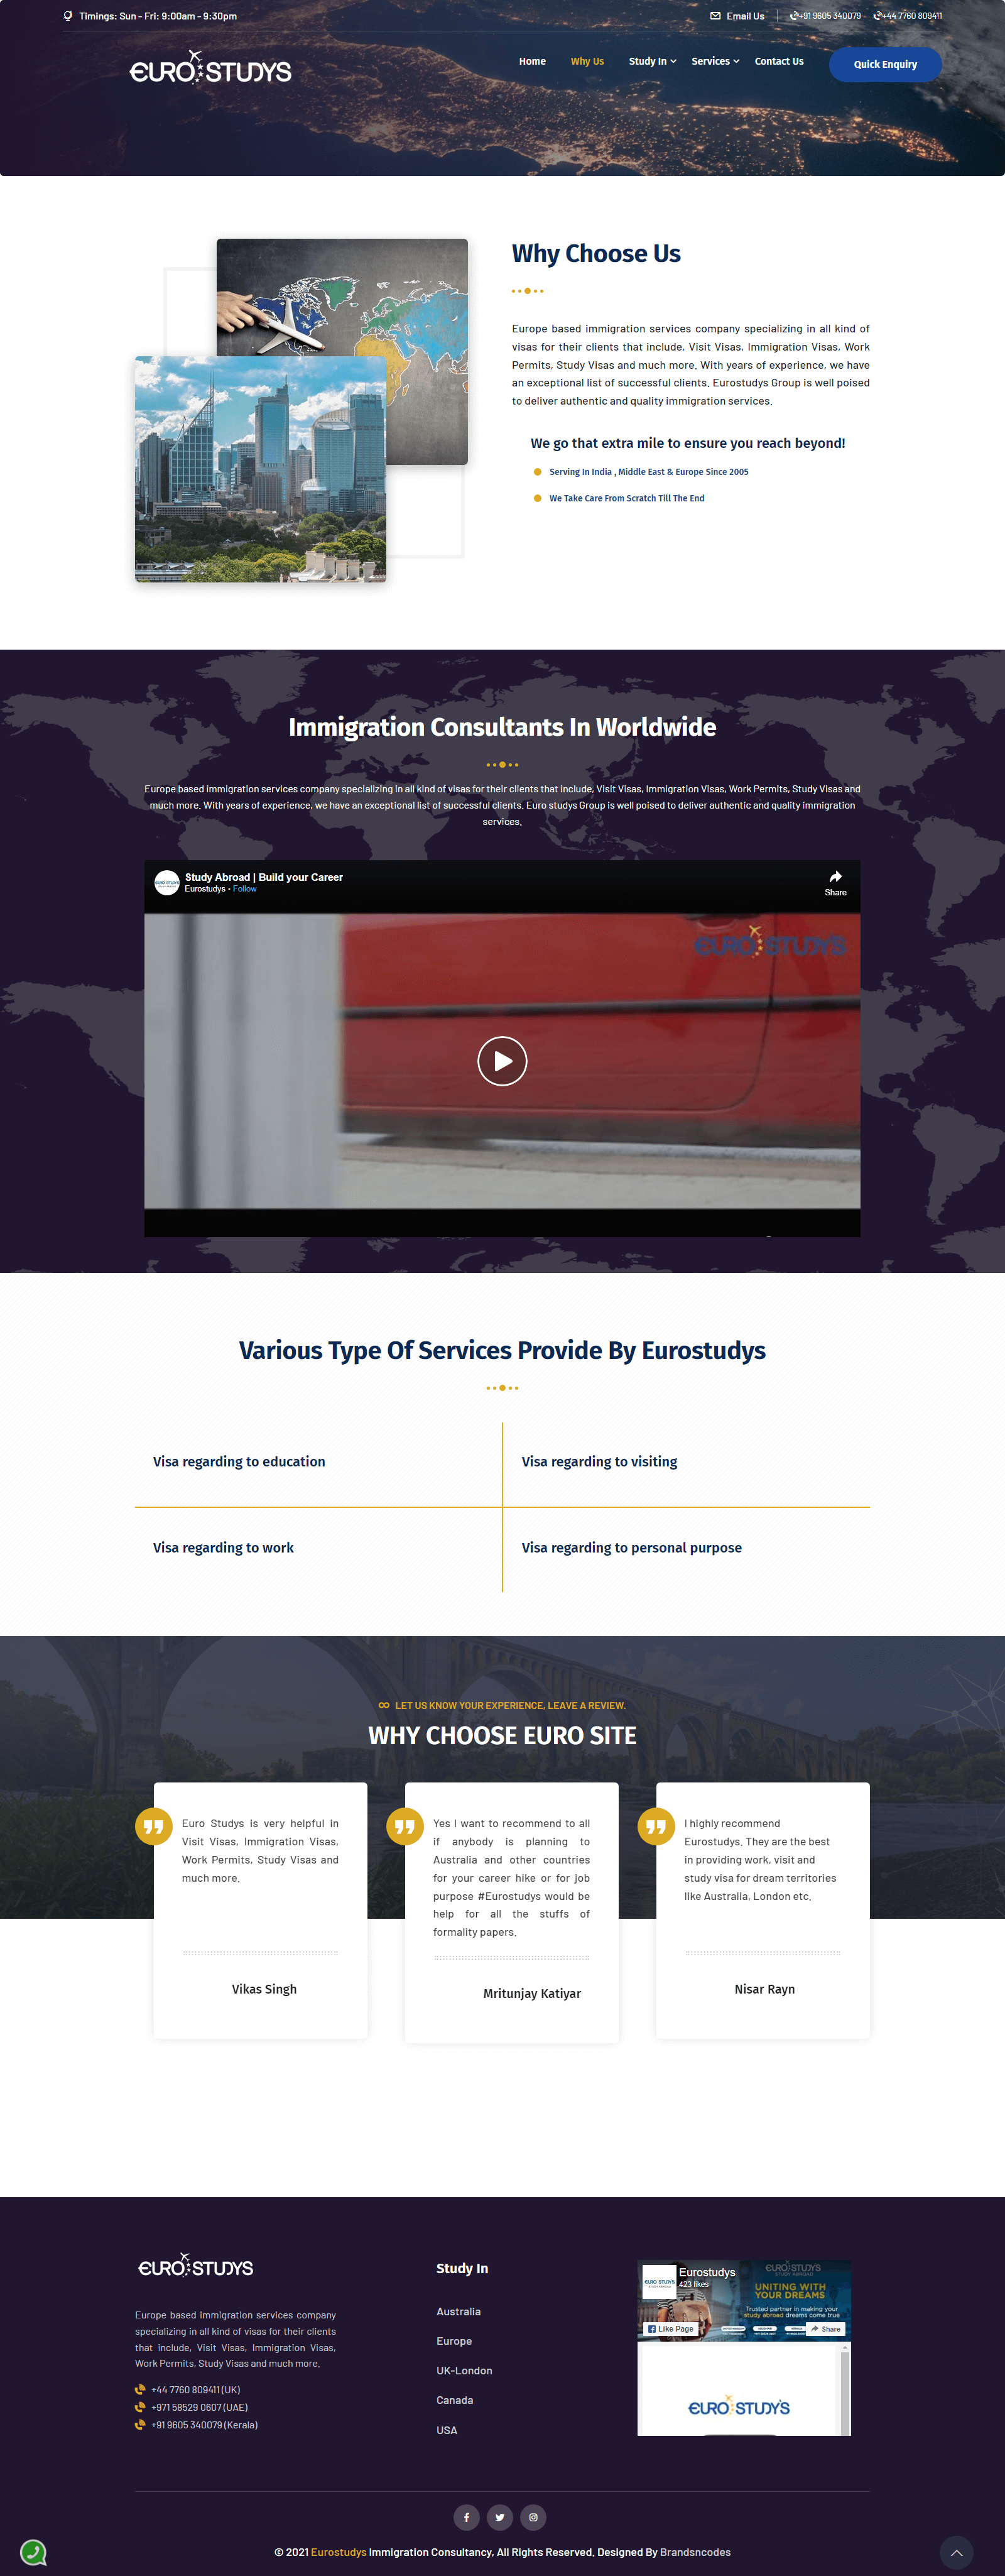 Timings: Sun - Fri: 9:00am - 9:30pm
Email Us
+91 9605 340079
+44 7760 809411
EURO STUDYS
Home
Why Us
Study In
Services
Contact Us
Quick Enquiry
Why Choose Us
Europe based immigration services company specializing in all kind of
visas for their clients that include, Visit Visas, Immigration Visas, Work
Permits, Study Visas and much more. With years of experience, we have
an exceptional list of successful clients. Eurostudys Group is well poised
to deliver authentic and quality immigration services.
We go that extra mile to ensure you reach beyond!
Serving In India , Middle East & Europe Since 2005
We Take Care From Scratch Till The End
Immigration Consultants In Worldwide
Europe based immigration services company specializing in all kind of visas for their clients that include, Visit Visas, Immigration Visas, Work Permits, Study Visas and
much more. With years of experience, we have an exceptional list of successful clients. Euro studys Group is well poised to deliver authentic and quality immigration
services.
EURO STUDYS
Study Abroad | Build your Career
Eurostudys • Follow
Share
EURO STUDYS
Various Type Of Services Provide By Eurostudys
Visa regarding to education
Visa regarding to visiting
Visa regarding to work
Visa regarding to personal purpose
LET US KNOW YOUR EXPERIENCE, LEAVE A REVIEW.
WHY CHOOSE EURO SITE
Euro Studys is very helpful in
Visit Visas, Immigration Visas,
Work Permits, Study Visas and
much more.
Vikas Singh
Yes I want to recommend to all
if anybody is planning to
Australia and other countries
for your career hike or for job
purpose #Eurostudys would be
help for all the stuffs of
formality papers.
Mritunjay Katiyar
I highly recommend
Eurostudys. They are the best
in providing work, visit and
study visa for dream territories
like Australia, London etc.
Nisar Rayn
EURO STUDYS
Europe based immigration services company
specializing in all kind of visas for their clients
that include, Visit Visas, Immigration Visas,
Work Permits, Study Visas and much more.
+44 7760 809411 (UK)
+971 58529 0607 (UAE)
+91 9605 340079 (Kerala)
Study In
Australia
Europe
UK-London
Canada
USA
EURO STUDYS
Eurostudys
423 likes
EURO STUDYS
STUDY ABROAD
UNITING WITH
YOUR DREAMS
Trusted partner in making your
study abroad dreams come true
Like Page
Share
EURO STUDYS
© 2021 Eurostudys Immigration Consultancy, All Rights Reserved. Designed By Brandsncodes